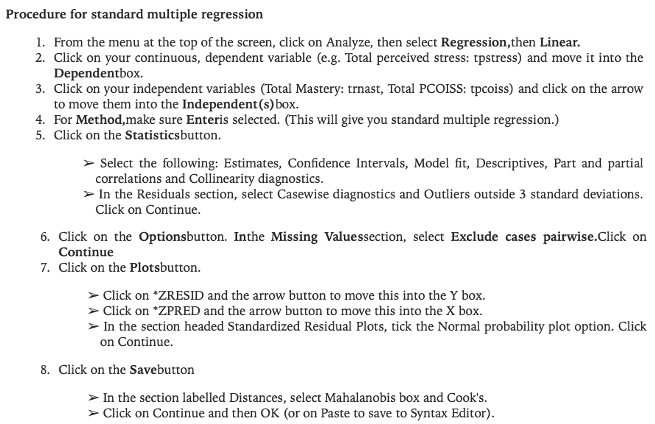 Procedure for standard multiple regression
1. From the menu at the top of the screen, click on Analyze, then select Regression,then Linear.
2. Click on your continuous, dependent variable (e.g. Total perceived stress: tpstress) and move it into the
Dependentbox.
3. Click on your independent variables (Total Mastery: trnast, Total PCOISS: tpcoiss) and click on the arrow
to move them into the Independent(s)box.
4. For Method,make sure Enteris selected. (This will give you standard multiple regression.)
5. Click on the Statisticsbutton.
➢ Select the following: Estimates, Confidence Intervals, Model fit, Descriptives, Part and partial
correlations and Collinearity diagnostics.
➢ In the Residuals section, select Casewise diagnostics and Outliers outside 3 standard deviations.
Click on Continue.
6. Click on the Optionsbutton. Inthe Missing Valuessection, select Exclude cases pairwise.Click on
Continue
7. Click on the Plotsbutton.
➢ Click on *ZRESID and the arrow button to move this into the Y box.
➢ Click on *ZPRED and the arrow button to move this into the X box.
➢ In the section headed Standardized Residual Plots, tick the Normal probability plot option. Click
on Continue.
8. Click on the Savebutton
➢ In the section labelled Distances, select Mahalanobis box and Cook's.
➢ Click on Continue and then OK (or on Paste to save to Syntax Editor).